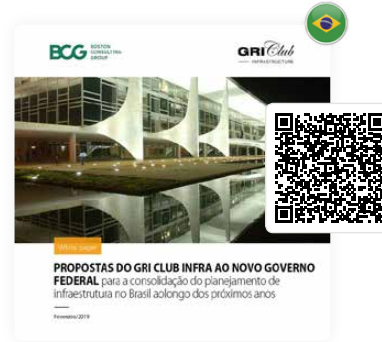 BCG BOSTON
CONSULTING
GROUP
GRI Club
INFRASTRUCTURE
White paper
PROPOSTAS DO GRI CLUB INFRA AO NOVO GOVERNO
FEDERAL para a consolidação do planejamento de
infraestrutura no Brasil aolongo dos próximos anos
Fevereiro/2019